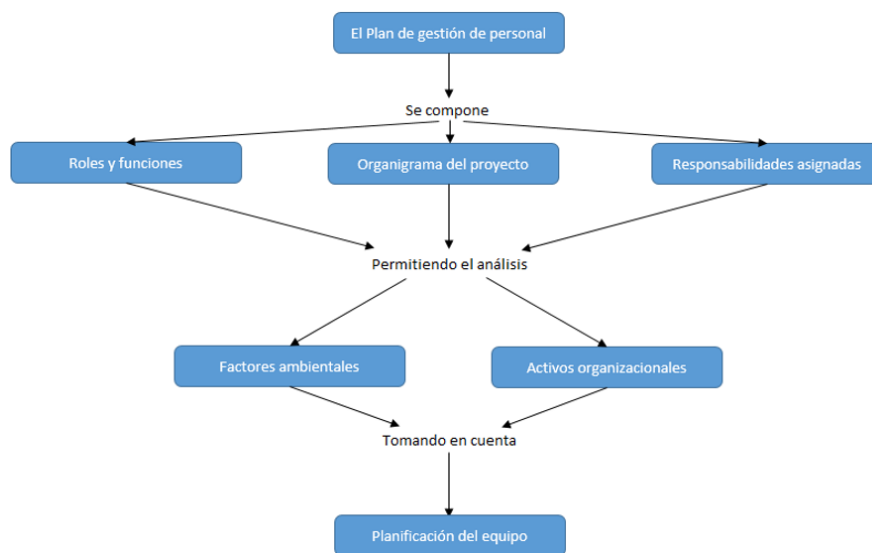 El Plan de gestión de personal
Se compone
Roles y funciones
Organigrama del proyecto
Responsabilidades asignadas
Permitiendo el análisis
Factores ambientales
Activos organizacionales
Tomando en cuenta
Planificación del equipo